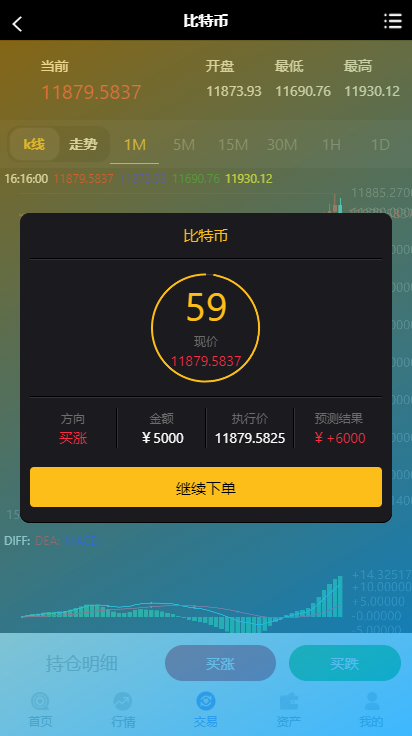 比特币
当前 开盘 最低 最高
11879.5837 11873.93 11690.76 11930.12
k线 走势 1M 5M 15M 30M 1H 1D
16:16:00 11879.5837 11690.76 11930.12
11885.2700
比特币
59
现价
11879.5837
方向 金额 执行价 预测结果
买涨 ¥5000 11879.5825 ¥+6000
继续下单
DIFF: DEA:
+14.32517
+10.00000
+5.00000
-0.00000
-5.00000
持仓明细 买涨 买跌
首页 行情 交易 资产 我的